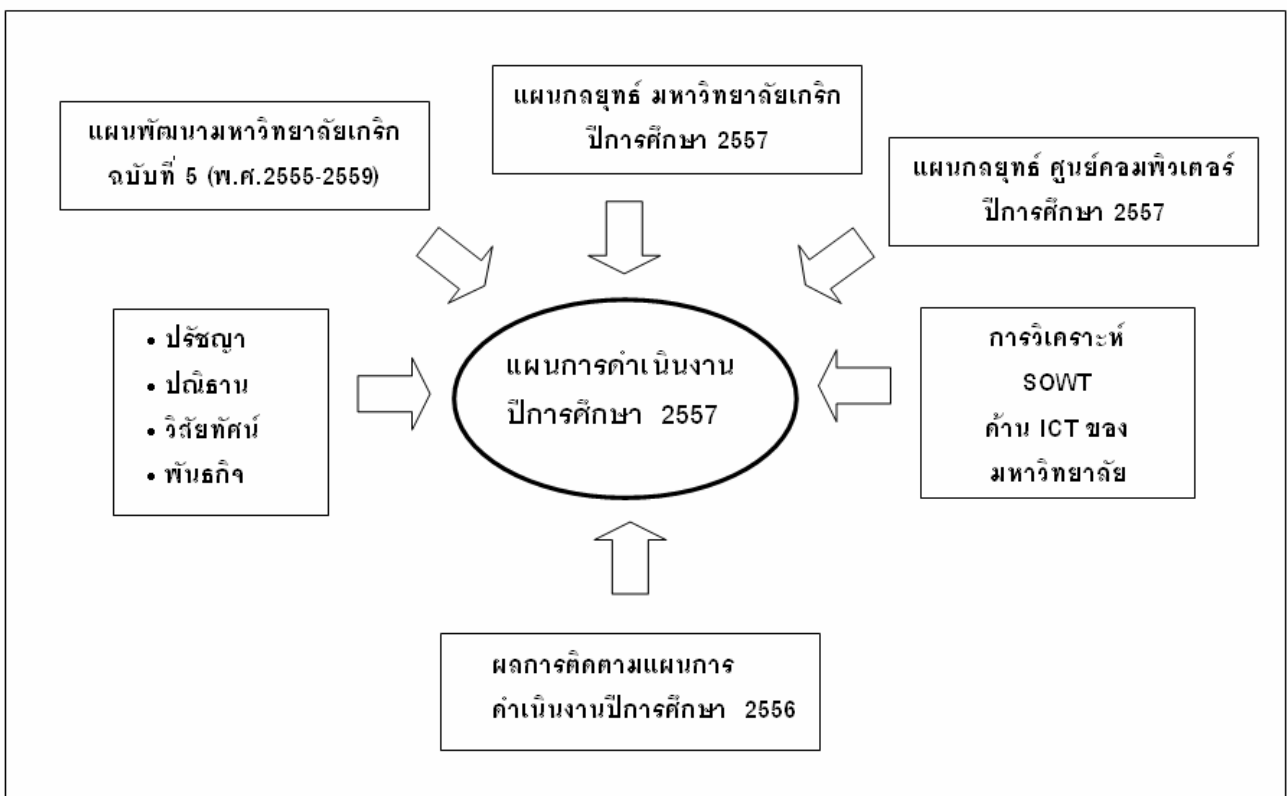 แผนกลยุทธ์ มหาวิทยาลัยเกริก
ปีการศึกษา 2557
แผนพัฒนามหาวิทยาลัยเกริก
ฉบับที่ 5 (พ.ศ.2555-2559)
แผนกลยุทธ์ ศูนย์คอมพิวเตอร์
ปีการศึกษา 2557
• ปรัชญา
• ปณิธาน
• วิสัยทัศน์
• พันธกิจ
แผนการดำเนินงาน
ปีการศึกษา 2557
การวิเคราะห์
SOWT
ด้าน ICT ของ
มหาวิทยาลัย
ผลการติดตามแผนการ
ดำเนินงานปีการศึกษา 2556